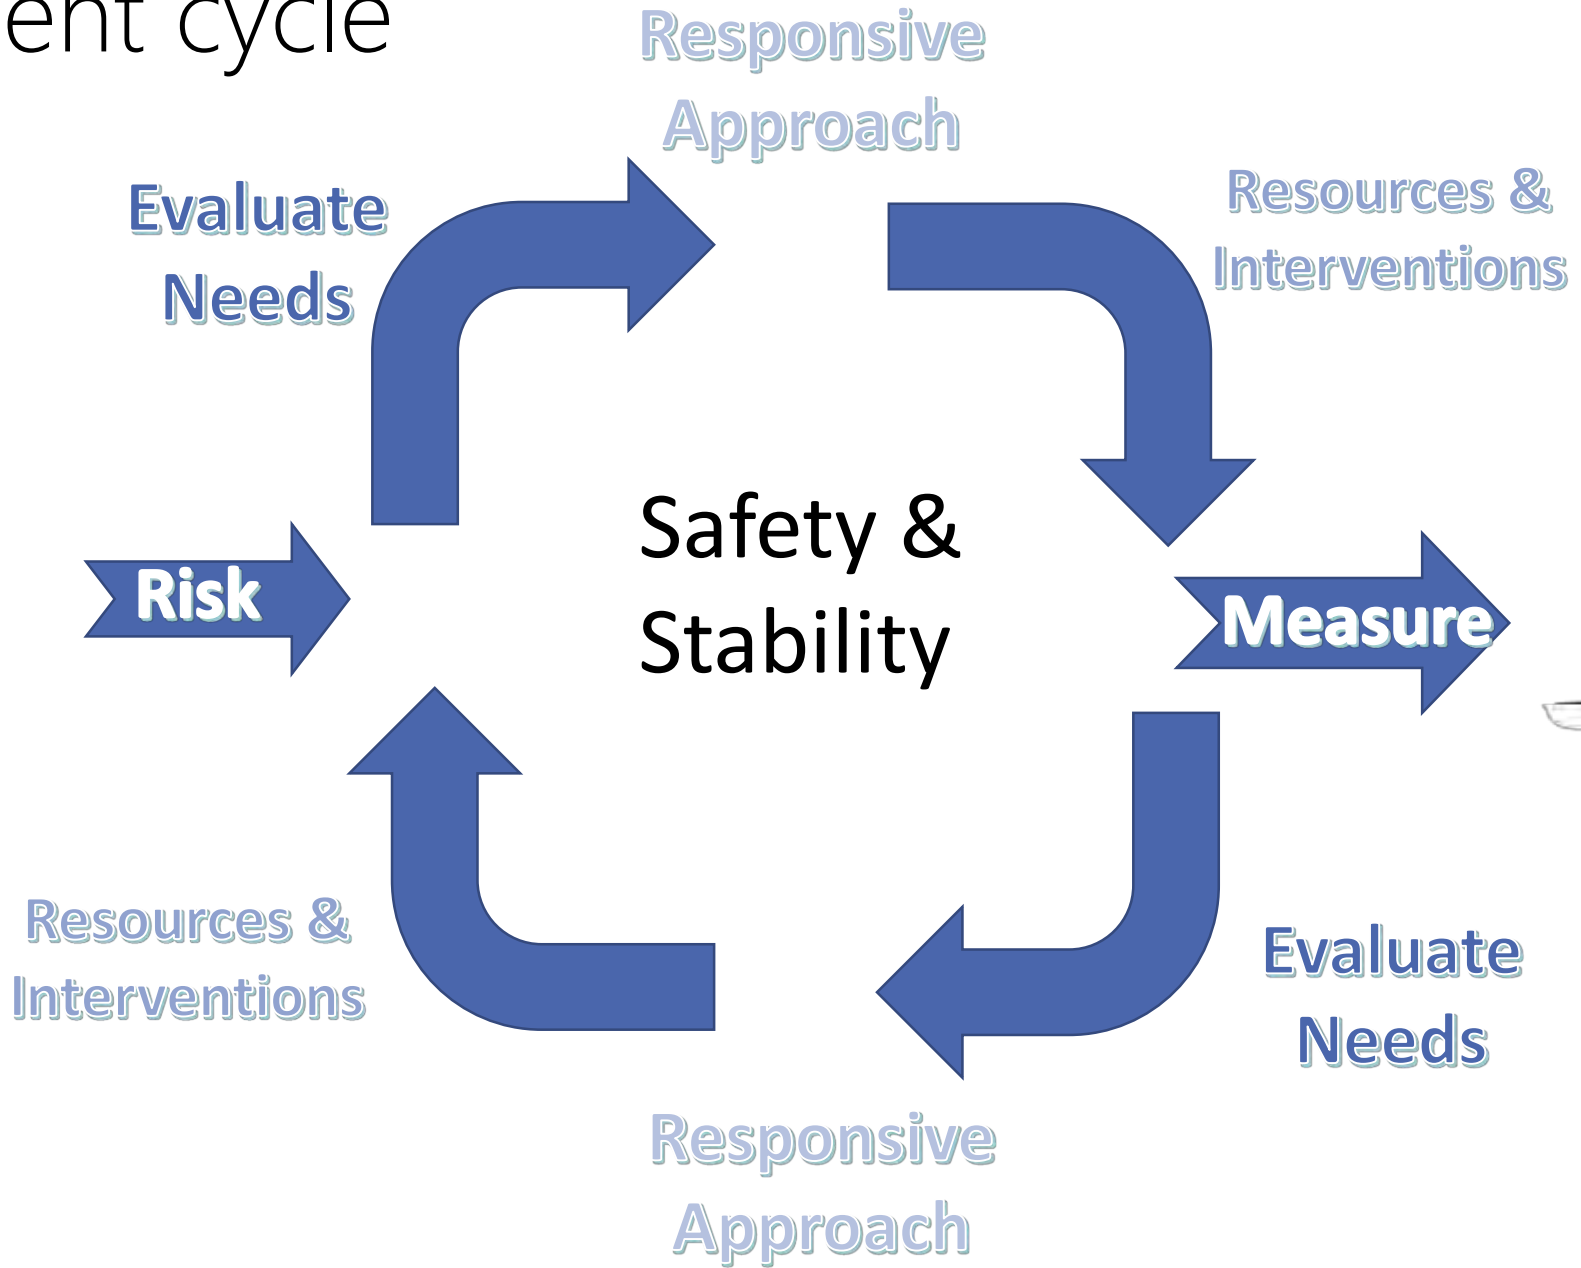 ent cycle
Responsive
Approach
Evaluate
Needs
Resources &
Interventions
Safety &
Stability
Risk
Measure
Resources &
Interventions
Evaluate
Needs
Responsive
Approach